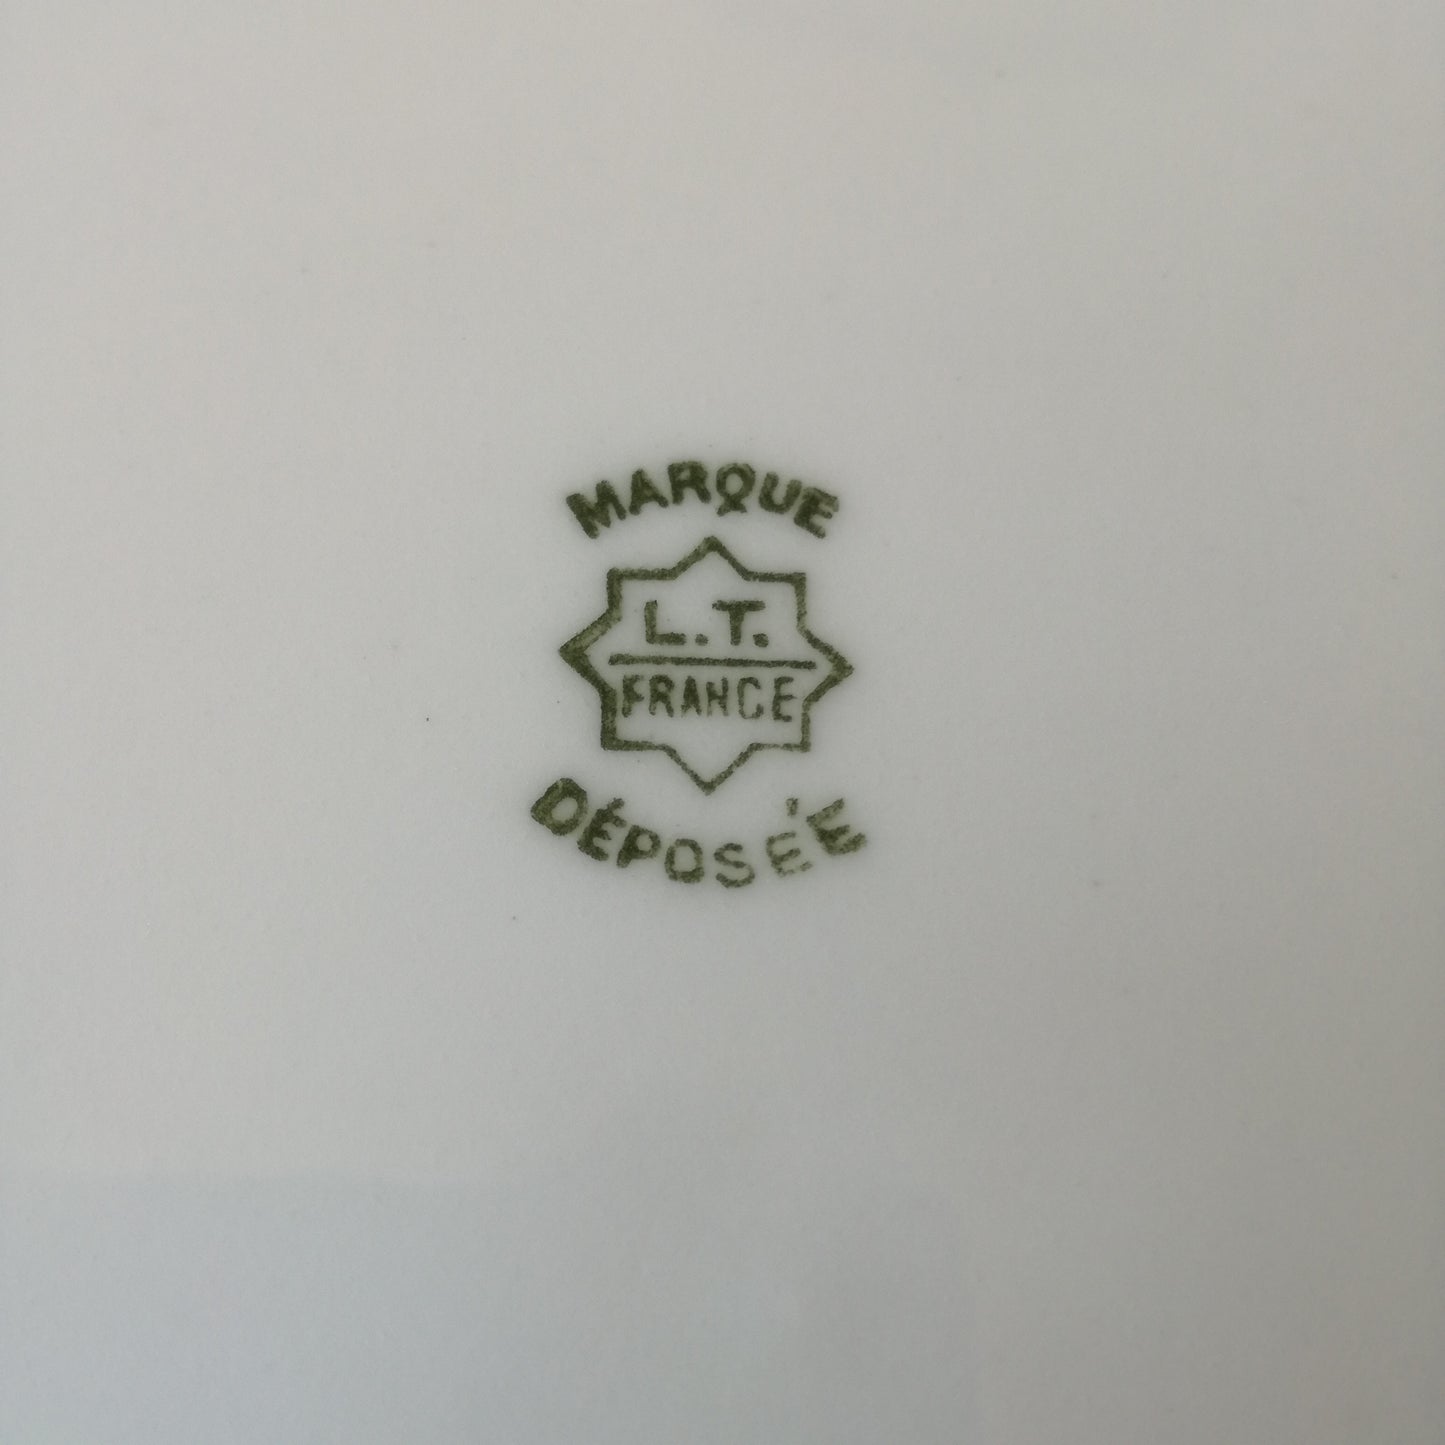 MARQUE
L.T.
FRANCE
DÉPOSÉE